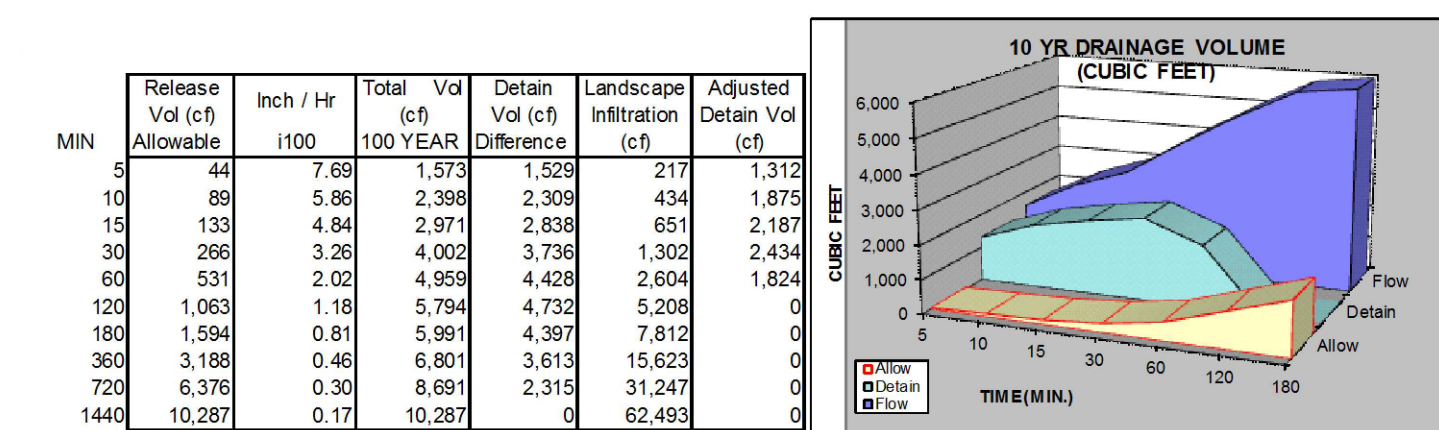 MIN Release Vol (cf) Allowable Inch / Hr i100 Total Vol (cf) 100 YEAR Detain Vol (cf) Difference Landscape Infiltration (cf) Adjusted Detain Vol (cf)
5 44 7.69 1,573 1,529 217 1,312
10 89 5.86 2,398 2,309 434 1,875
15 133 4.84 2,971 2,838 651 2,187
30 266 3.26 4,002 3,736 1,302 2,434
60 531 2.02 4,959 4,428 2,604 1,824
120 1,063 1.18 5,794 4,732 5,208 0
180 1,594 0.81 5,991 4,397 7,812 0
360 3,188 0.46 6,801 3,613 15,623 0
720 6,376 0.30 8,691 2,315 31,247 0
1440 10,287 0.17 10,287 0 62,493 0
10 YR DRAINAGE VOLUME
(CUBIC FEET)
CUBIC FEET
6,000
5,000
4,000
3,000
2,000
1,000
0
5 10 15 30 60 120 180
TIME(MIN.)
Flow
Detain
Allow
Allow
Detain
Flow